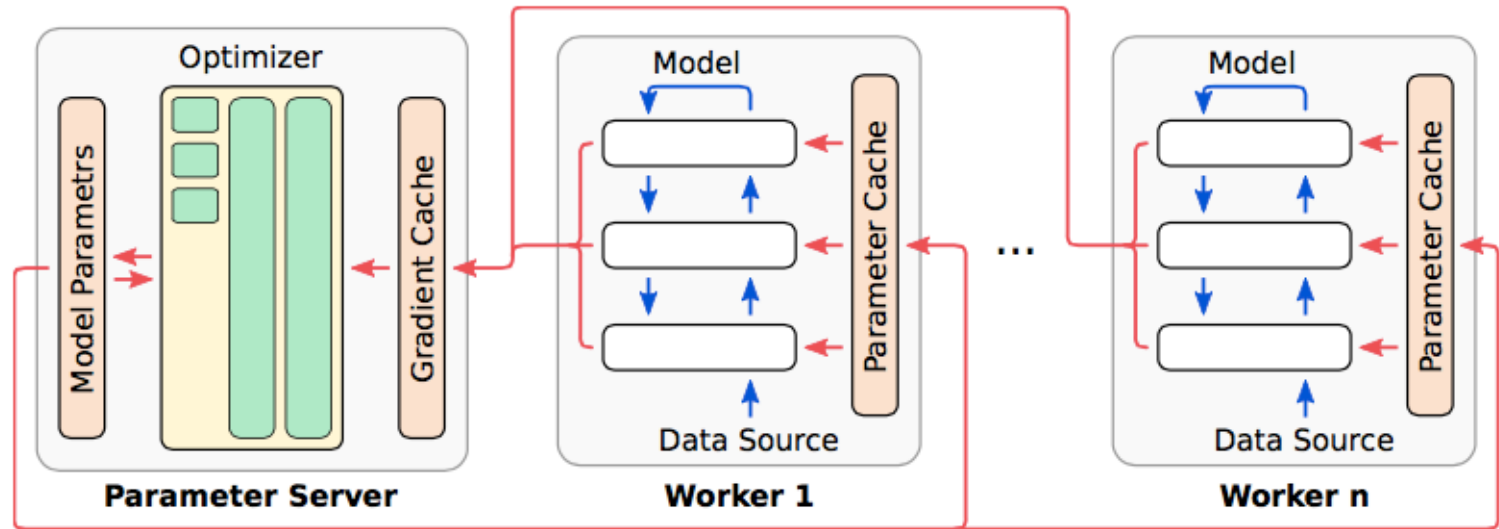 Optimizer
Model Parametrs
Gradient Cache
Parameter Server
Model
Parameter Cache
Data Source
Worker 1
...
Model
Parameter Cache
Data Source
Worker n